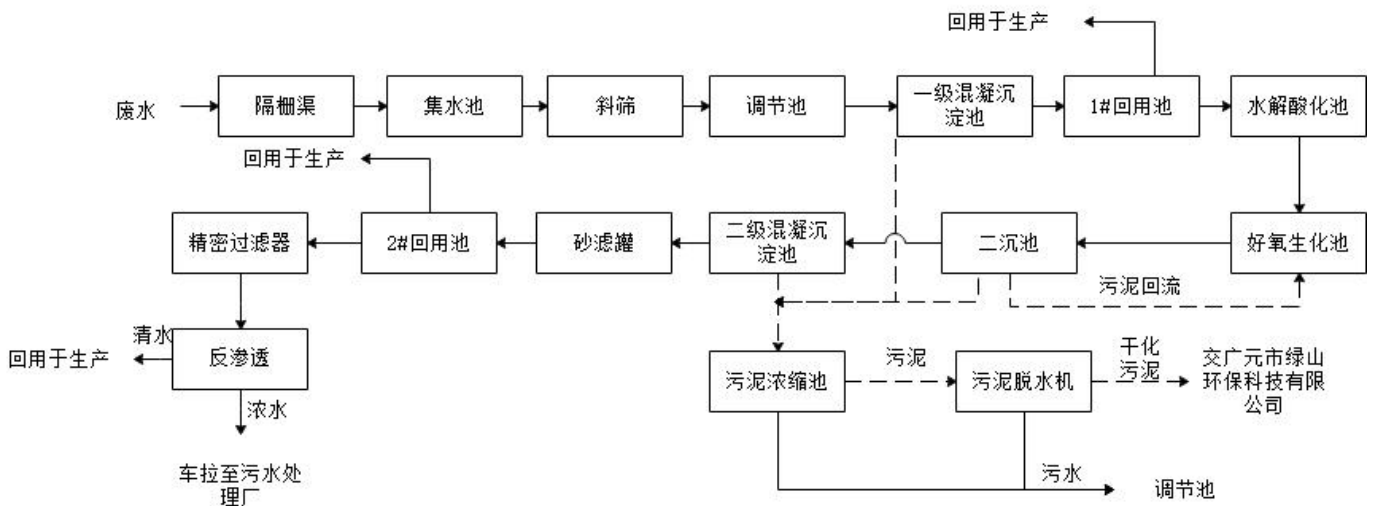 回用于生产
废水
隔栅渠
集水池
斜筛
调节池
一级混凝沉
淀池
1#回用池
水解酸化池
回用于生产
精密过滤器
2#回用池
砂滤罐
二级混凝沉
淀池
二沉池
好氧生化池
污泥回流
清水
回用于生产
反渗透
污泥浓缩池
污泥
污泥脱水机
干化
污泥
交广元市绿山
环保科技有限
公司
浓水
车拉至污水处
理厂
污水
调节池